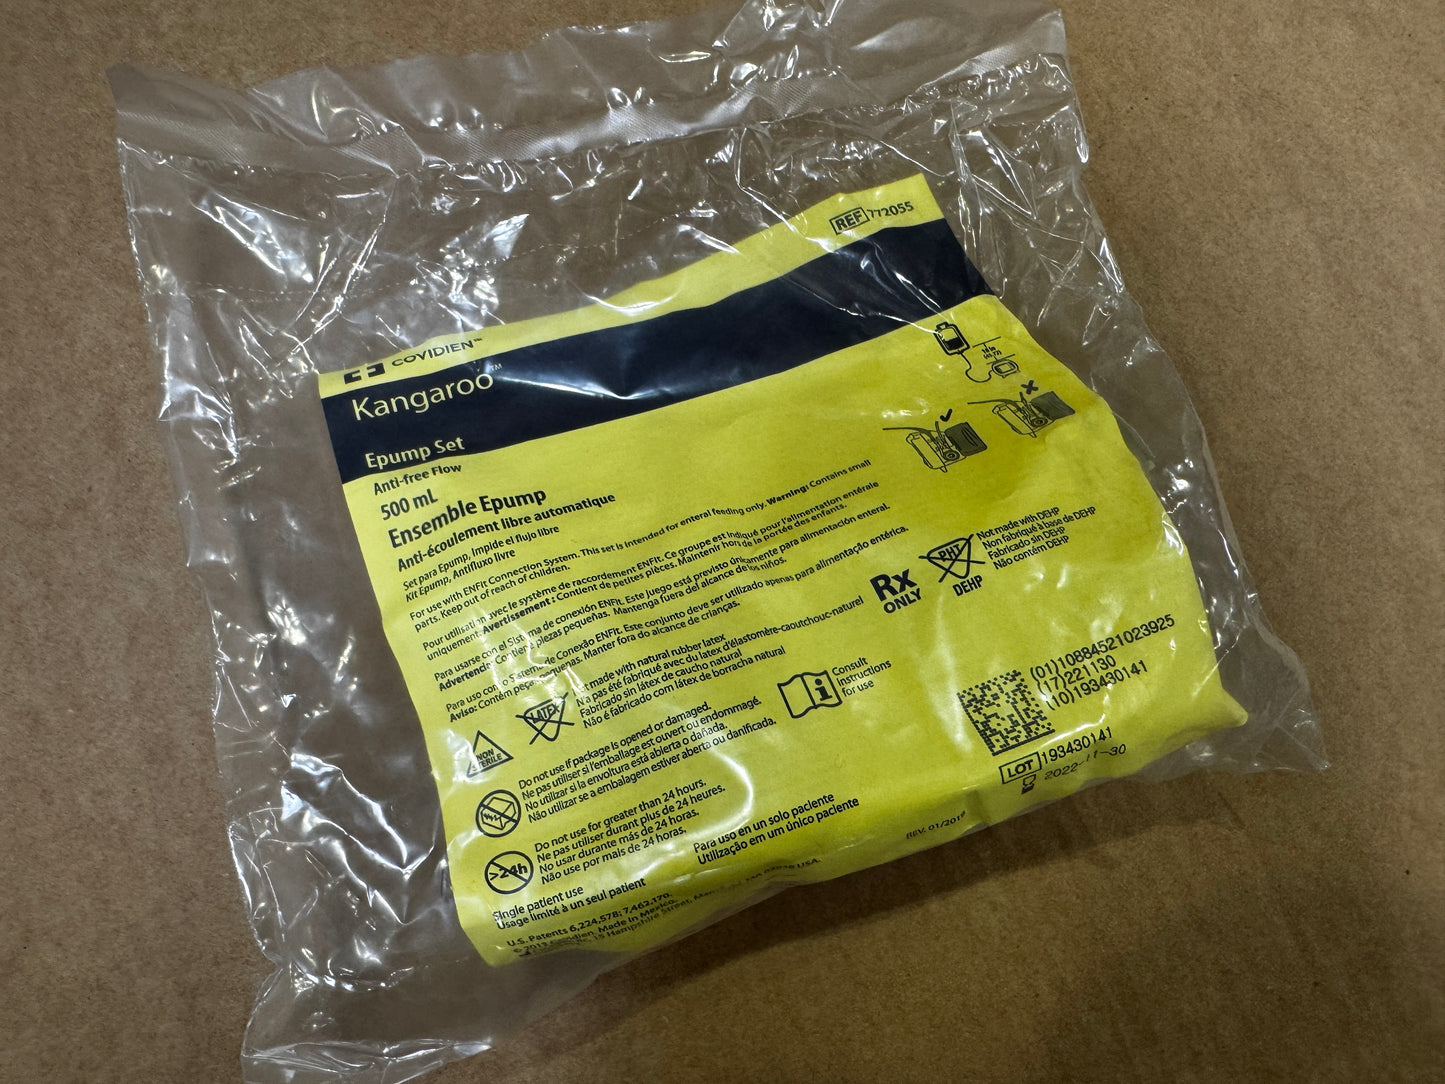 REF 772055
COVIDIEN™
Kangaroo™
Epump Set
Anti-free Flow
500 mL
Ensemble Epump
Anti-écoulement libre automatique
Set para Epump, Impide el flujo libre
Kit Epump, Antifluxo livre
For use with ENFit Connection System. This set is intended for enteral feeding only. Warning: Contains small
parts. Keep out of reach of children.
Pour utilisation avec le système de raccordement ENFit. Ce groupe est indiqué pour l'alimentation entérale
uniquement. Avertissement : Contient de petites pièces. Maintenir hors de la portée des enfants.
Para usarse con el Sistema de conexión ENFit. Este juego está previsto únicamente para alimentación enteral.
Advertencia: Contiene piezas pequeñas. Mantenga fuera del alcance de los niños.
Para uso com o Sistema de Conexão ENFit. Este conjunto deve ser utilizado apenas para alimentação entérica.
Aviso: Contém peças pequenas. Manter fora do alcance de crianças.
LATEX
Not made with natural rubber latex
N'a pas été fabriqué avec du latex d'élastomère-caoutchouc-naturel
Fabricado sin látex de caucho natural
Não é fabricado com látex de borracha natural
Rx
ONLY
PHT
DEHP
Not made with DEHP
Non fabriqué à base de DEHP
Fabricado sin DEHP
Não contém DEHP
NON
STERILE
Consult
instructions
for use
Do not use if package is opened or damaged.
Ne pas utiliser si l'emballage est ouvert ou endommagé.
No utilizar si la envoltura está abierta o dañada.
Não utilizar se a embalagem estiver aberta ou danificada.
(01)10884521023925
(17)221130
(10)193430141
LOT 193430141
2022-11-30
>24h
Do not use for greater than 24 hours.
Ne pas utiliser durant plus de 24 heures.
No usar durante más de 24 horas.
Não use por mais de 24 horas.
Single patient use
Usage limité à un seul patient
Para uso en un solo paciente
Utilização em um único paciente
REV. 01/2019
U.S. Patents 6,224,578; 7,462,170.
© 2013 Covidien. Made in Mexico.
15 Hampshire Street, USA.